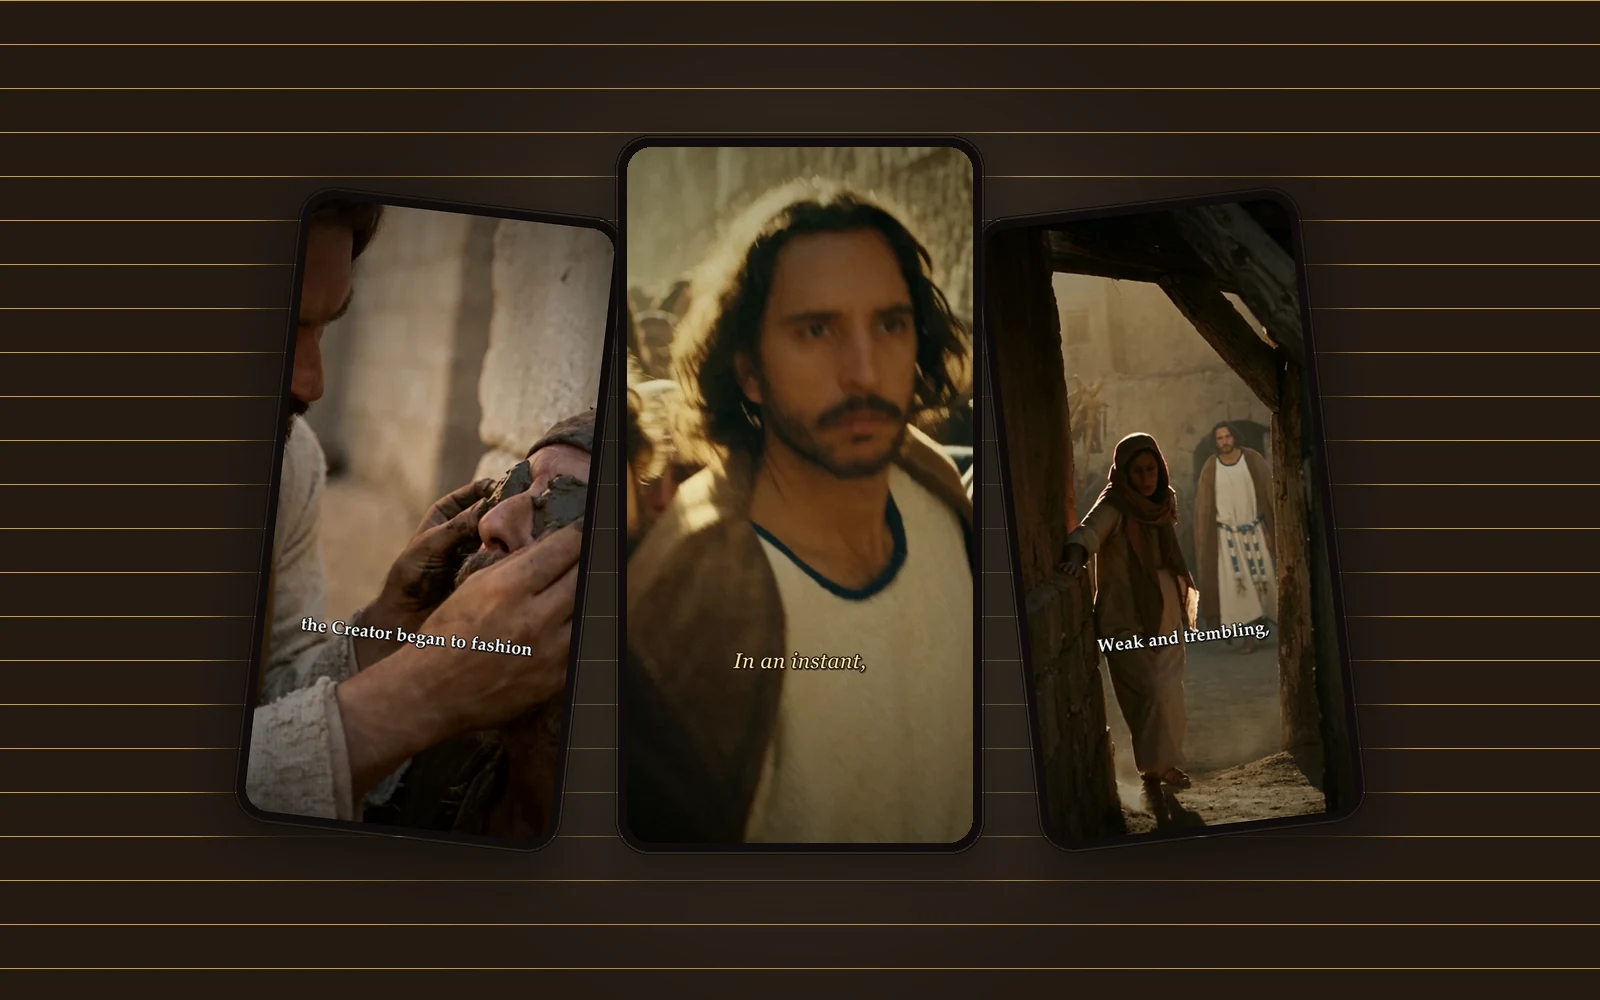 the Creator began to fashion
In an instant,
Weak and trembling,